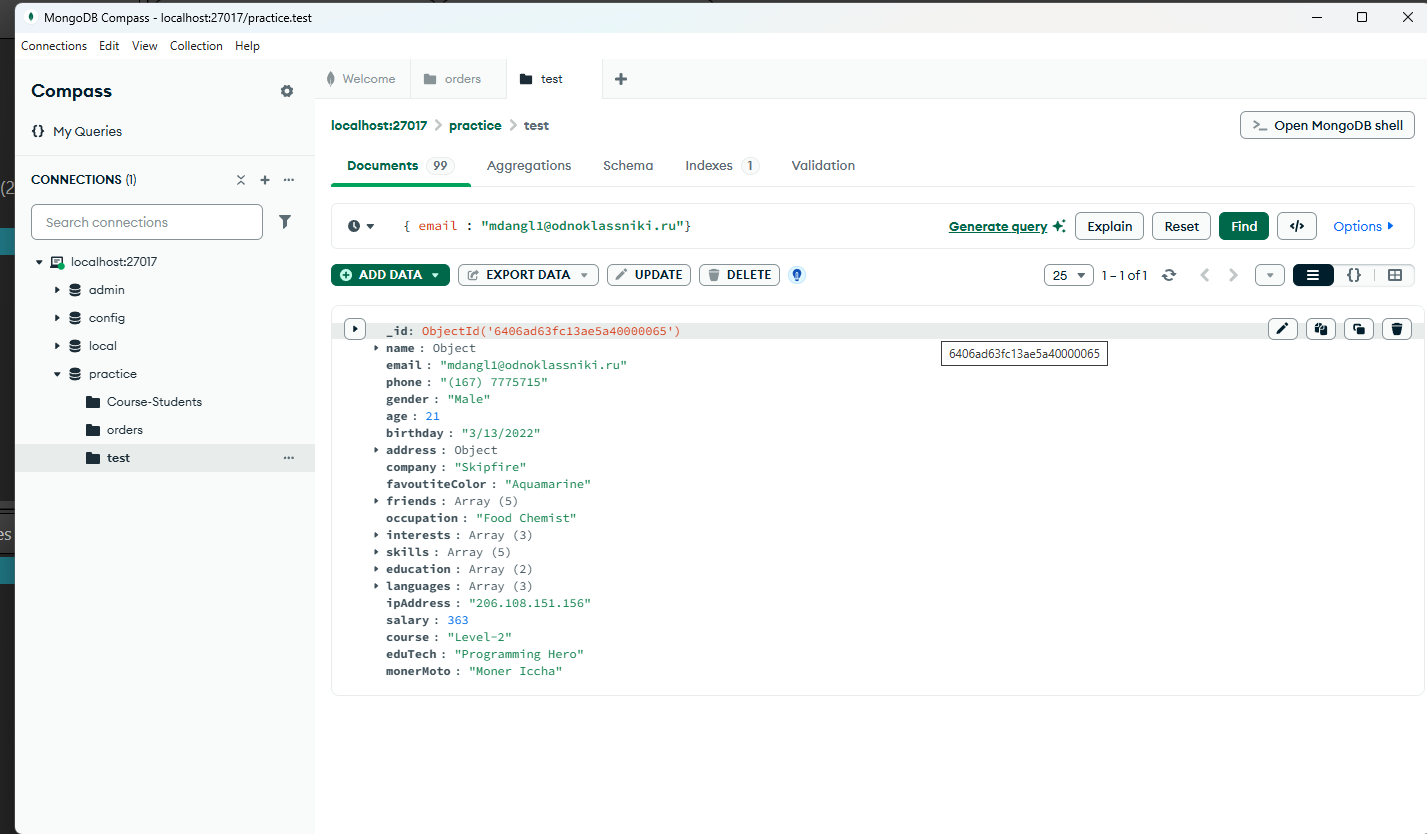 MongoDB Compass - localhost:27017/practice.test
Connections Edit View Collection Help
Compass
My Queries
CONNECTIONS (1)
Search connections
localhost:27017
admin
config
local
practice
Course-Students
orders
test
Welcome
orders
test
localhost:27017 > practice > test
Open MongoDB shell
Documents 99 Aggregations Schema Indexes 1 Validation
{ email : "mdangl1@odnoklassniki.ru"}
Generate query Explain Reset Find </> Options
ADD DATA EXPORT DATA UPDATE DELETE
25 1 – 1 of 1
{}
_id: ObjectId('6406ad63fc13ae5a40000065')
6406ad63fc13ae5a40000065
name : Object
email : "mdangl1@odnoklassniki.ru"
phone : "(167) 7775715"
gender : "Male"
age : 21
birthday : "3/13/2022"
address : Object
company : "Skipfire"
favoutiteColor : "Aquamarine"
friends : Array (5)
occupation : "Food Chemist"
interests : Array (3)
skills : Array (5)
education : Array (2)
languages : Array (3)
ipAddress : "206.108.151.156"
salary : 363
course : "Level-2"
eduTech : "Programming Hero"
monerMoto : "Moner Iccha"
(2
es